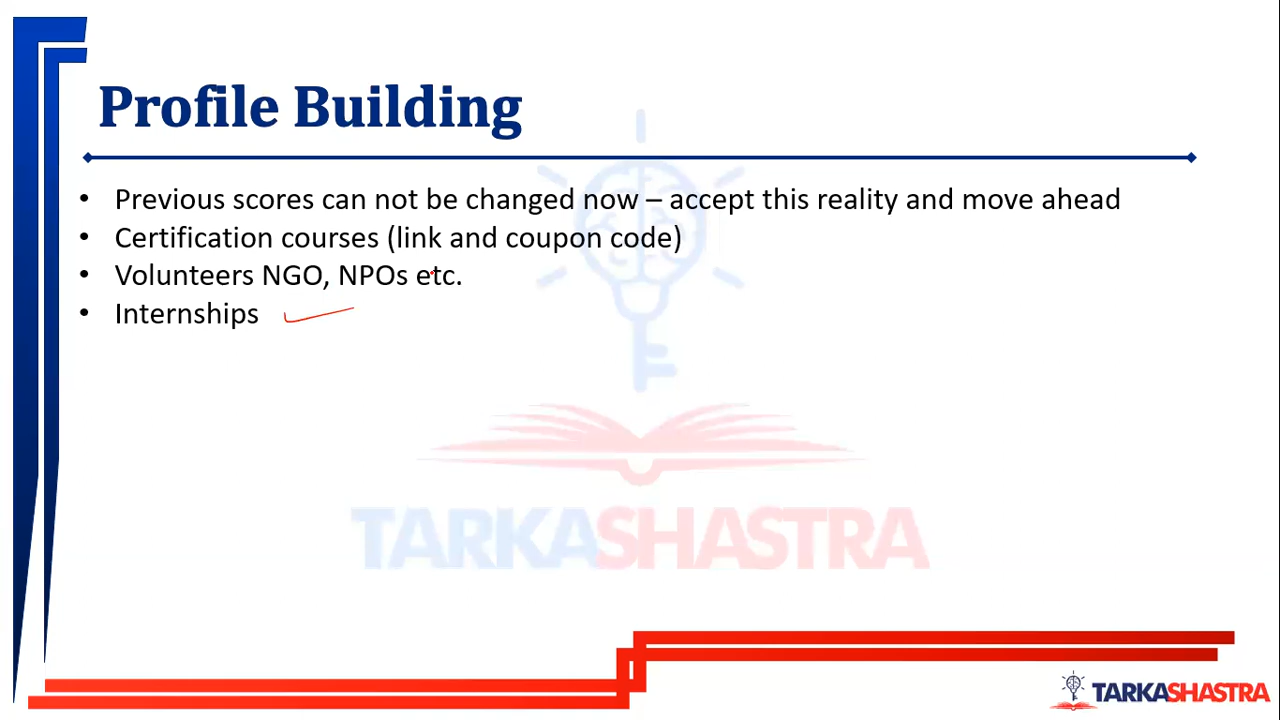 Profile Building
• Previous scores can not be changed now – accept this reality and move ahead
• Certification courses (link and coupon code)
• Volunteers NGO, NPOs etc.
• Internships
TARKASHASTRA
TARKASHASTRA